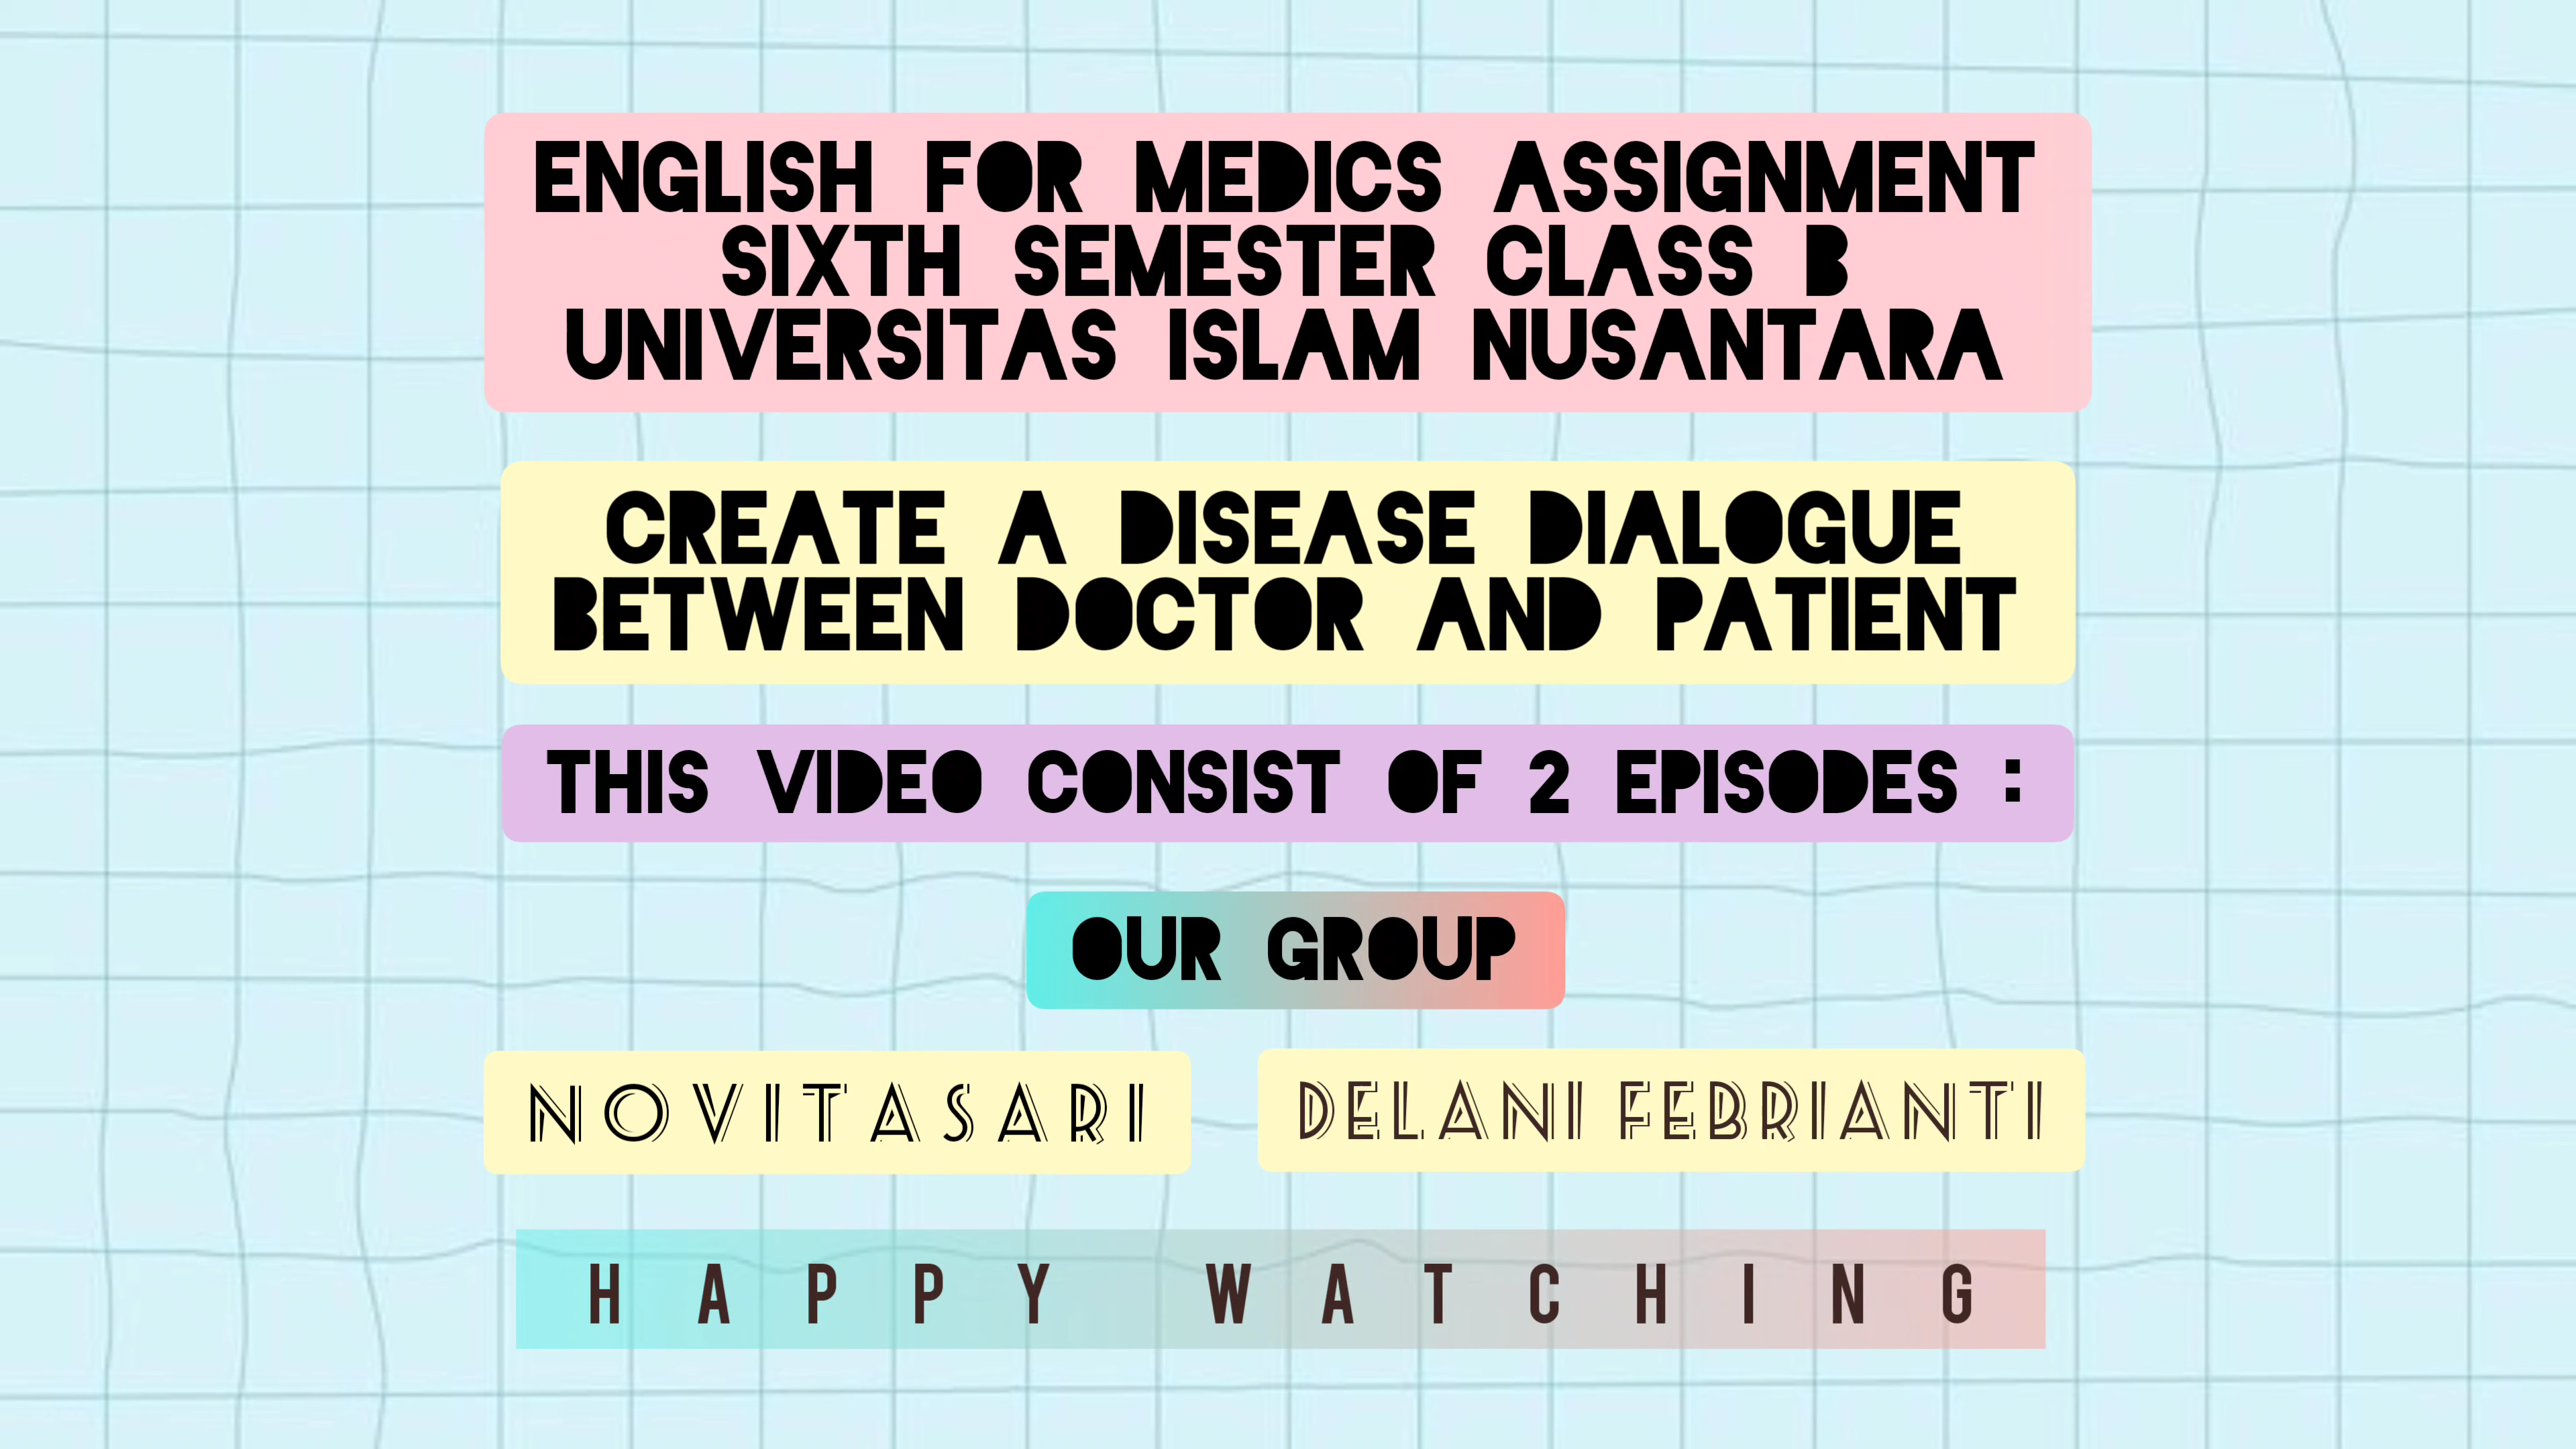 ENGLISH FOR MEDICS ASSIGNMENT
SIXTH SEMESTER CLASS B
UNIVERSITAS ISLAM NUSANTARA
CREATE A DISEASE DIALOGUE
BETWEEN DOCTOR AND PATIENT
THIS VIDEO CONSIST OF 2 EPISODES :
OUR GROUP
NOVITASARI
DELANI FEBRIANTI
HAPPY WATCHING